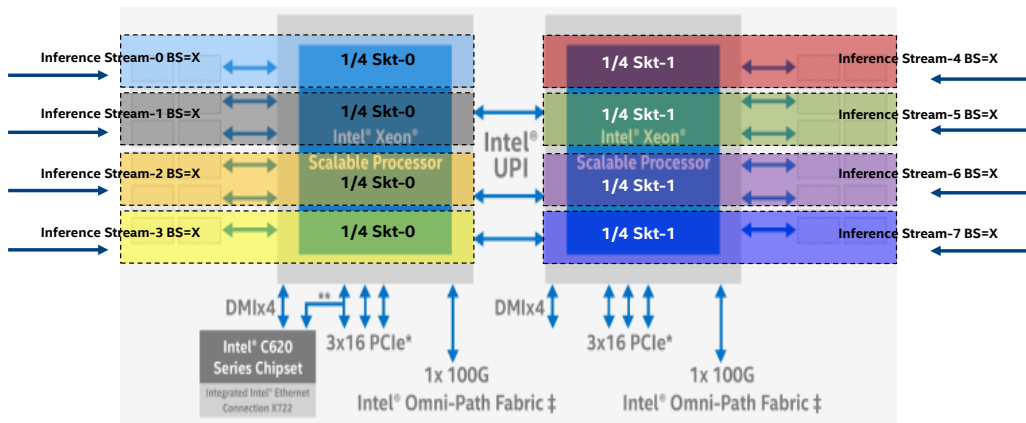 Inference Stream-0 BS=X
1/4 Skt-0
Inference Stream-1 BS=X
1/4 Skt-0
Intel® Xeon®
Inference Stream-2 BS=X
Scalable Processor
1/4 Skt-0
Inference Stream-3 BS=X
1/4 Skt-0
Intel®
UPI
1/4 Skt-1
Inference Stream-4 BS=X
1/4 Skt-1
Inference Stream-5 BS=X
Intel® Xeon®
Scalable Processor
1/4 Skt-1
Inference Stream-6 BS=X
1/4 Skt-1
Inference Stream-7 BS=X
DMIx4
**
3x16 PCIe*
Intel® C620
Series Chipset
Integrated Intel® Ethernet
Connection X722
1x 100G
Intel® Omni-Path Fabric ‡
DMIx4
3x16 PCIe*
1x 100G
Intel® Omni-Path Fabric ‡